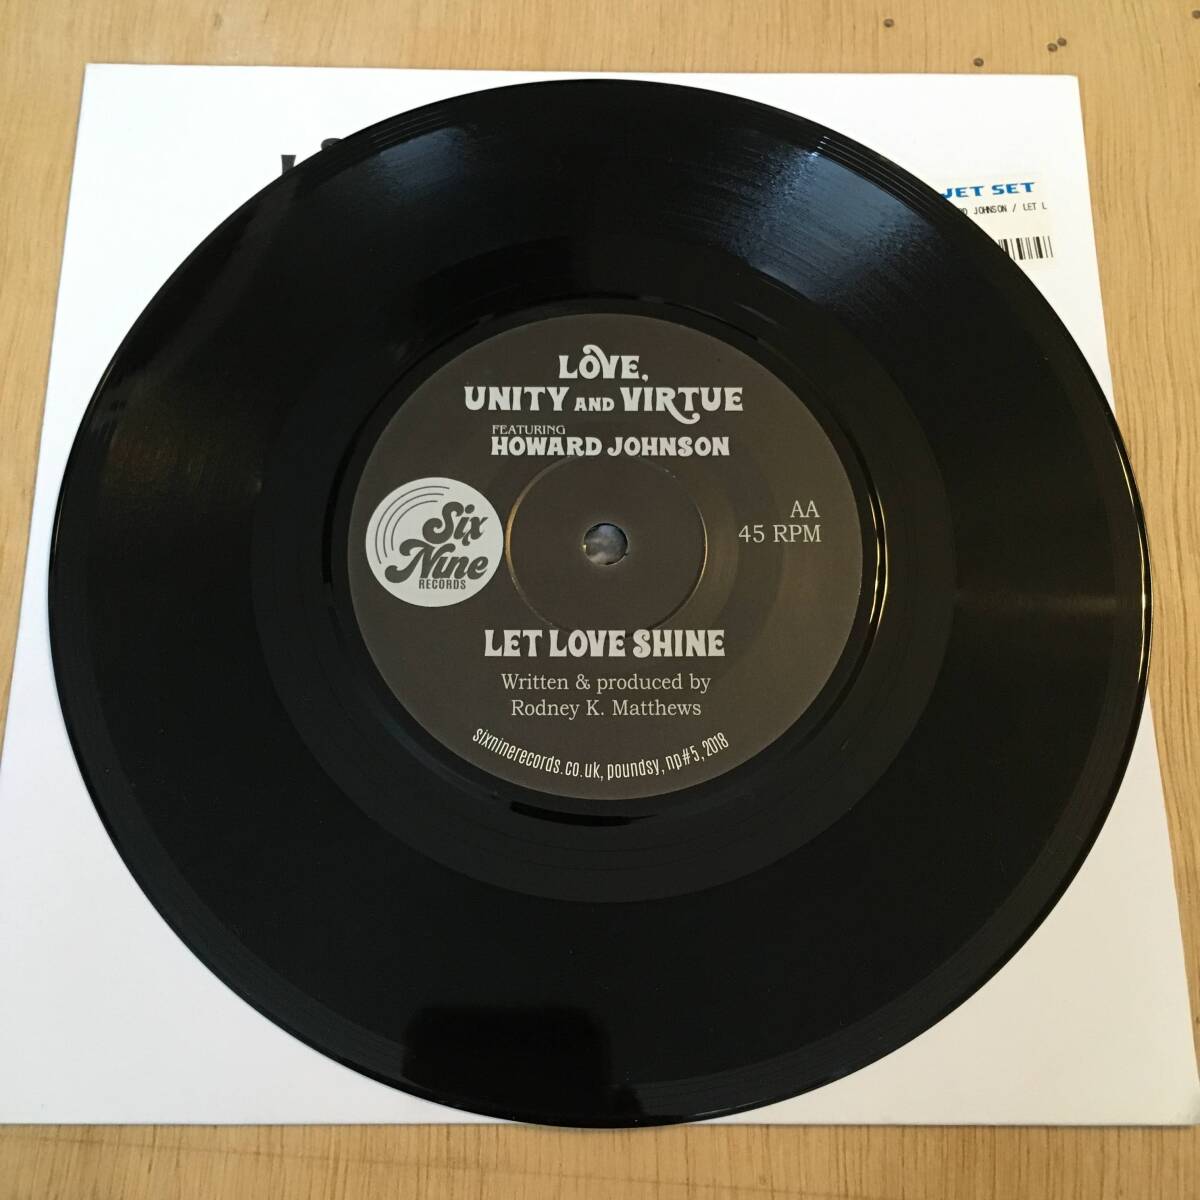 JET SET
JOHNSON / LET L
LOVE,
UNITY AND VIRTUE
FEATURING
HOWARD JOHNSON
AA
45 RPM
Six
Nine
RECORDS
LET LOVE SHINE
Written & produced by
Rodney K. Matthews
sixninerecords.co.uk, poundsy, np#5, 2018